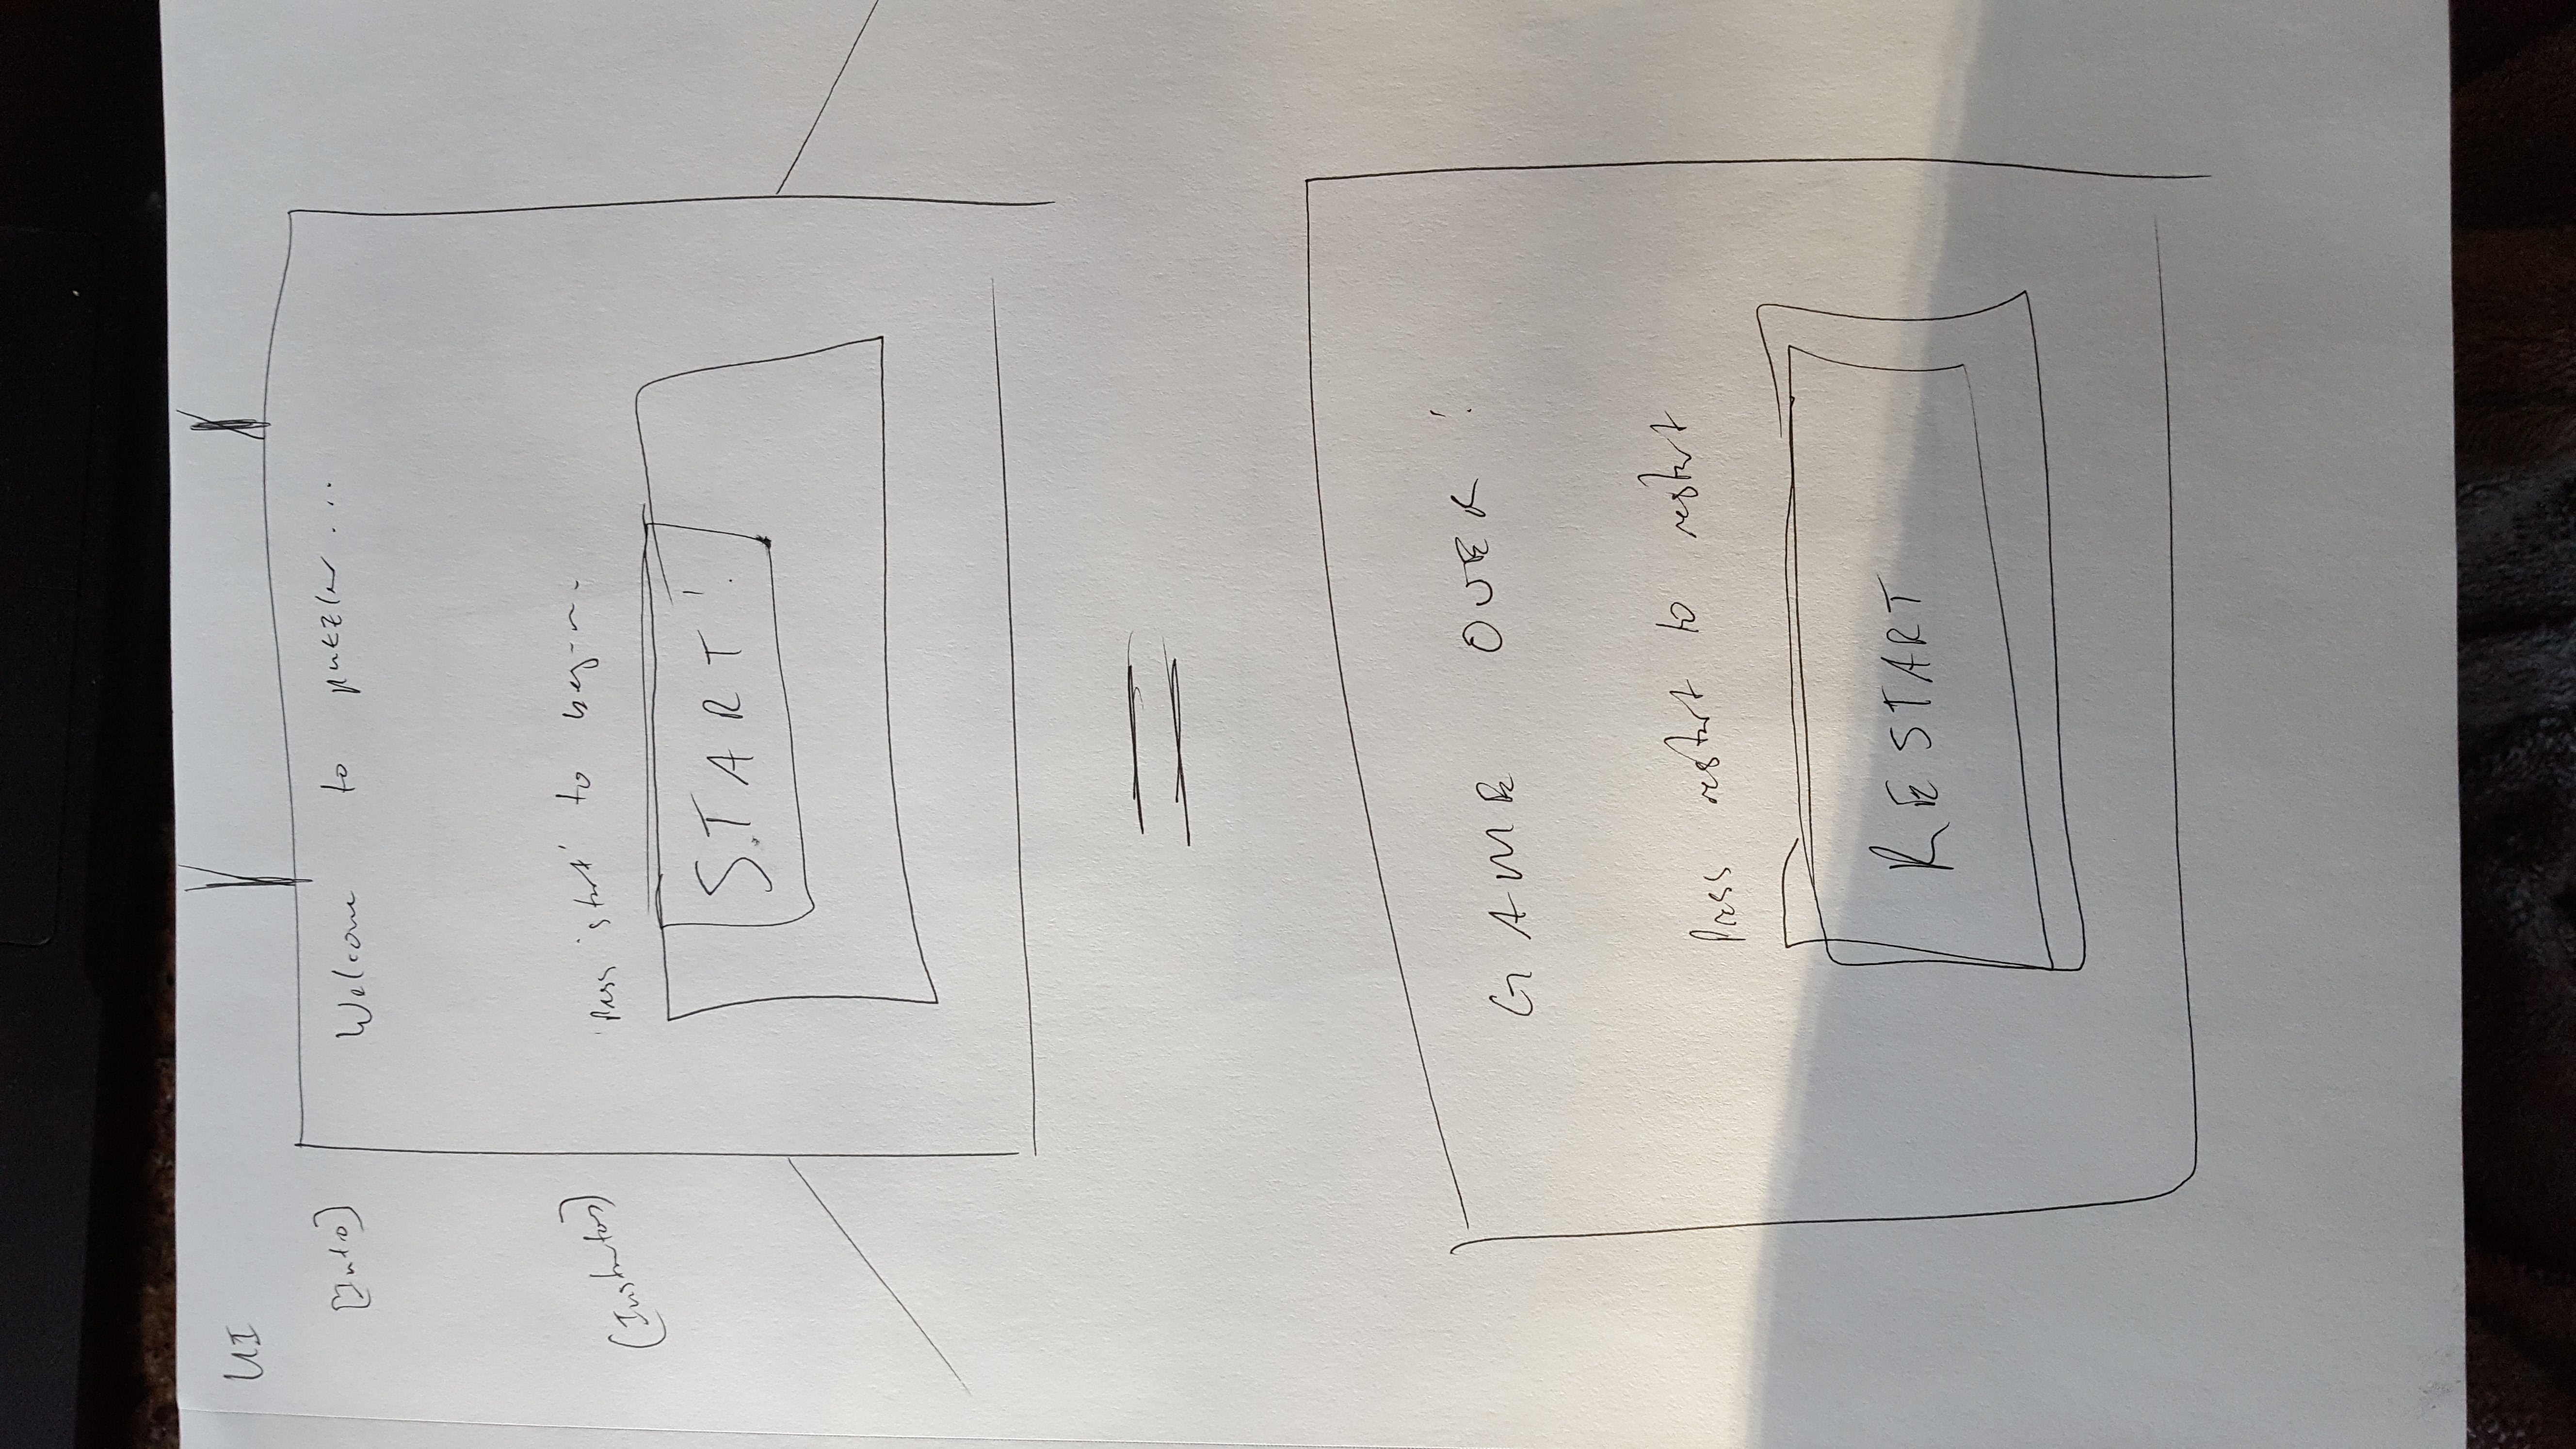 UI
[Intro]
Welcome to puzzler...
(Instructions)
'Press 'start' to begin.
START!
GAME OVER!
Press restart to restart
RESTART